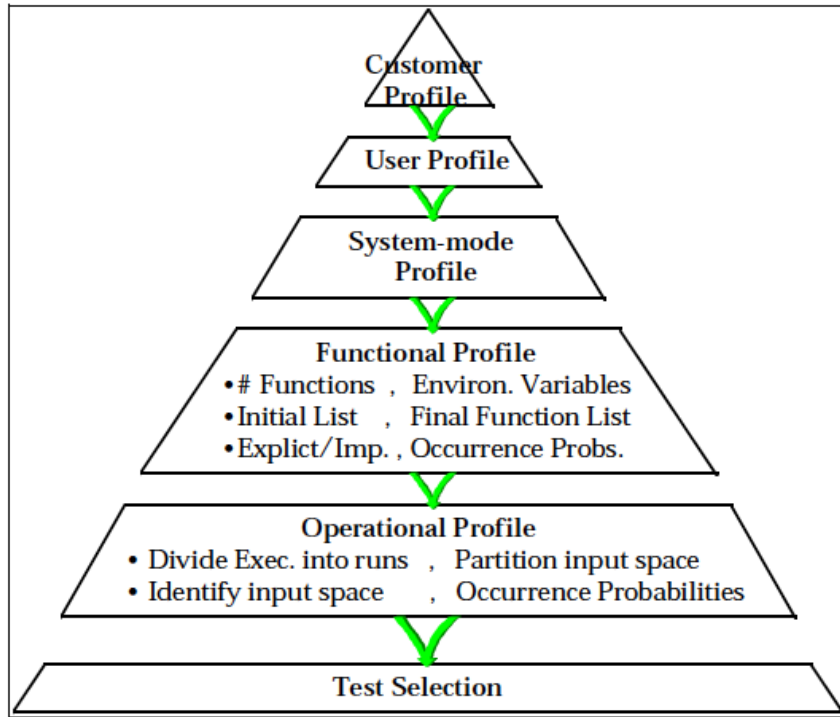 Customer
Profile
User Profile
System-mode
Profile
Functional Profile
•# Functions , Environ. Variables
•Initial List , Final Function List
•Explict/Imp. , Occurrence Probs.
Operational Profile
• Divide Exec. into runs , Partition input space
• Identify input space , Occurrence Probabilities
Test Selection